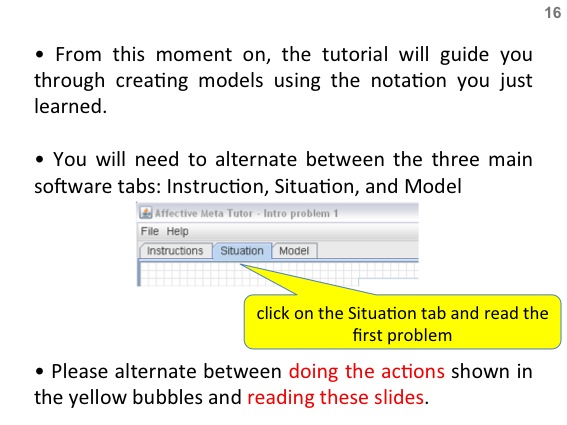 16
• From this moment on, the tutorial will guide you
through creating models using the notation you just
learned.
• You will need to alternate between the three main
software tabs: Instruction, Situation, and Model
Affective Meta Tutor - Intro problem 1
File Help
Instructions Situation Model
click on the Situation tab and read the
first problem
• Please alternate between doing the actions shown in
the yellow bubbles and reading these slides.